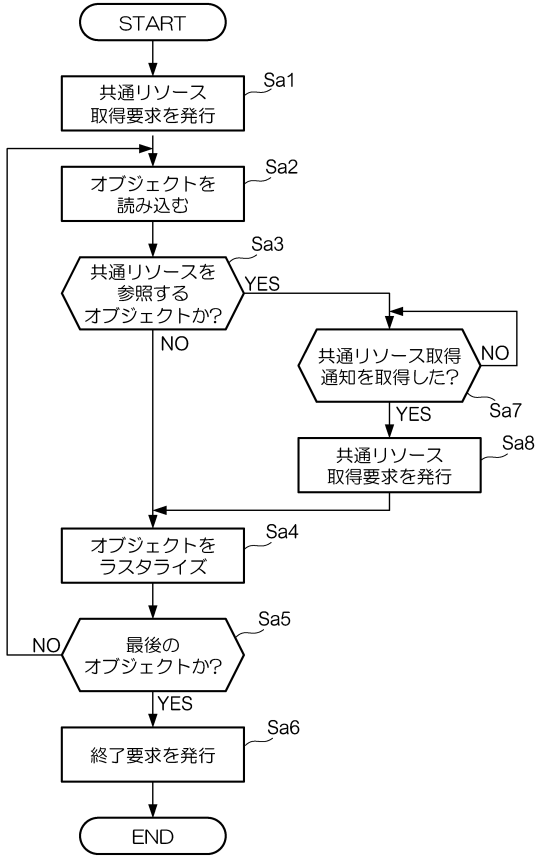 START
共通リソース
取得要求を発行
Sa1
オブジェクトを
読み込む
Sa2
共通リソースを
参照する
オブジェクトか?
Sa3
YES
NO
共通リソース取得
通知を取得した?
NO
Sa7
YES
共通リソース
取得要求を発行
Sa8
オブジェクトを
ラスタライズ
Sa4
最後の
オブジェクトか?
Sa5
NO
YES
終了要求を発行
Sa6
END